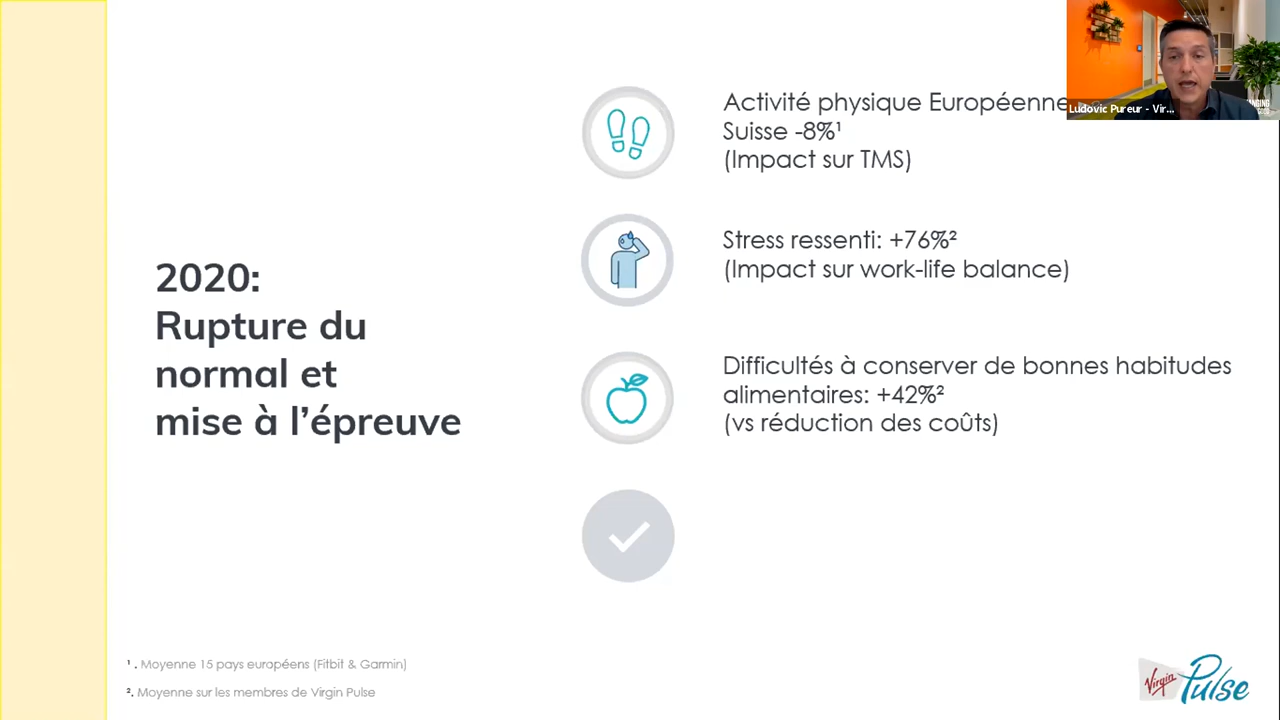 Activité physique Européenne
Suisse -8%¹
(Impact sur TMS)
Ludovic Pureur - Vir...
Stress ressenti: +76%²
(Impact sur work-life balance)
2020:
Rupture du
normal et
mise à l’épreuve
Difficultés à conserver de bonnes habitudes
alimentaires: +42%²
(vs réduction des coûts)
¹ . Moyenne 15 pays européens (Fitbit & Garmin)
². Moyenne sur les membres de Virgin Pulse
Virgin Pulse